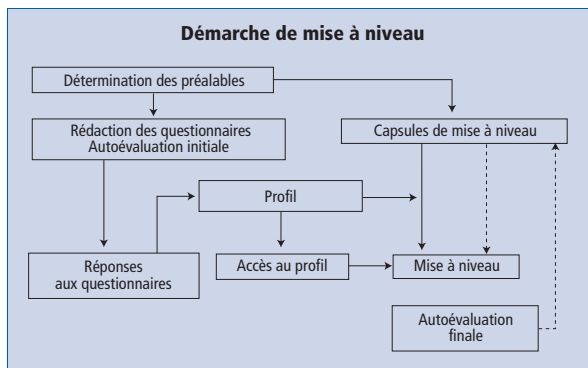 Démarche de mise à niveau
Détermination des préalables
Rédaction des questionnaires
Autoévaluation initiale
Capsules de mise à niveau
Profil
Réponses
aux questionnaires
Accès au profil
Mise à niveau
Autoévaluation
finale